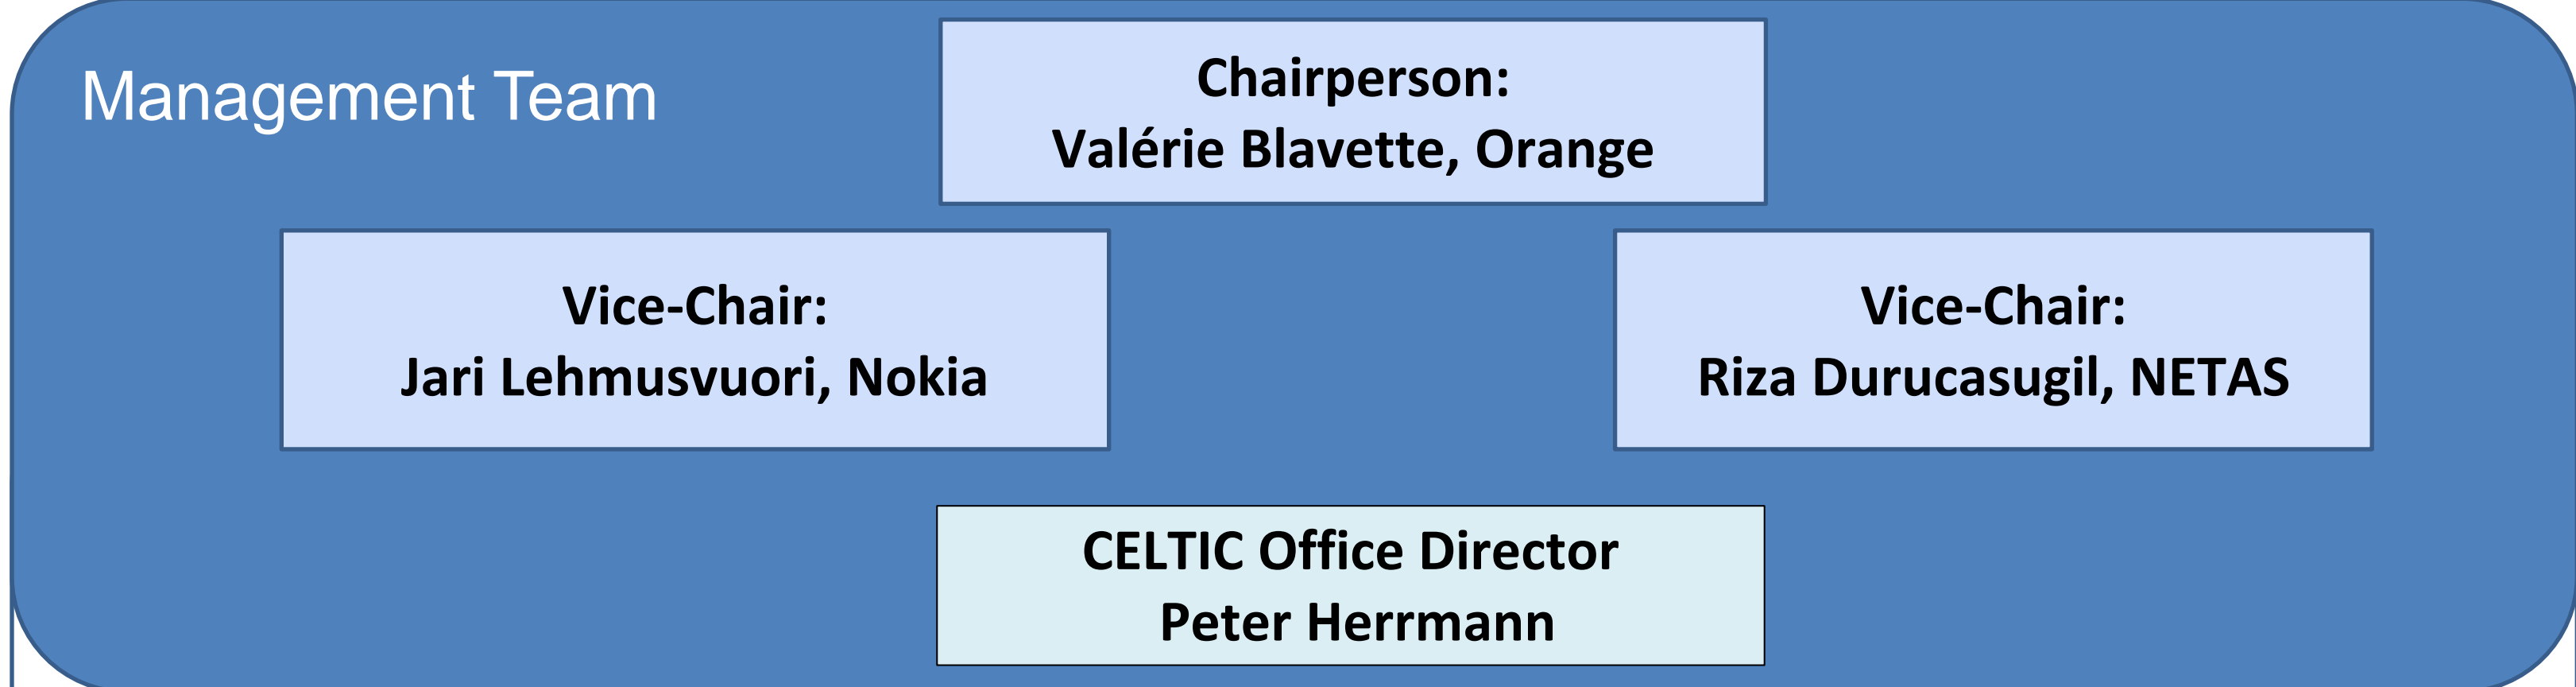 Management Team
Chairperson:
Valérie Blavette, Orange
Vice-Chair:
Jari Lehmusvuori, Nokia
Vice-Chair:
Riza Durucasugil, NETAS
CELTIC Office Director
Peter Herrmann